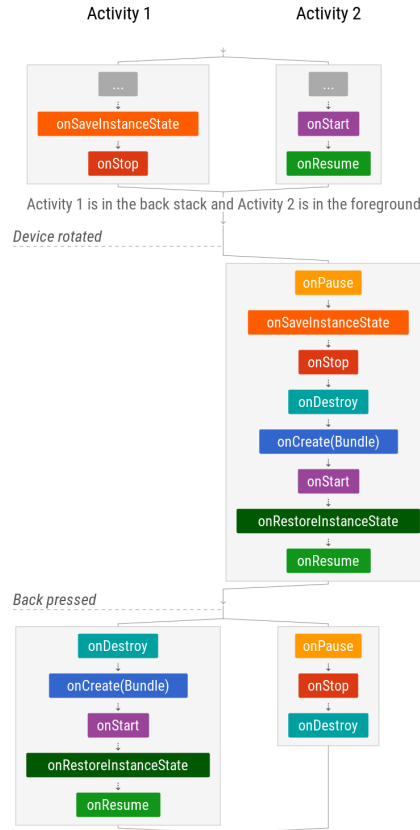 Activity 1
Activity 2
...
onSaveInstanceState
onStop
...
onStart
onResume
Activity 1 is in the back stack and Activity 2 is in the foreground
Device rotated
onPause
onSaveInstanceState
onStop
onDestroy
onCreate(Bundle)
onStart
onRestoreInstanceState
onResume
Back pressed
onDestroy
onCreate(Bundle)
onStart
onRestoreInstanceState
onResume
onPause
onStop
onDestroy